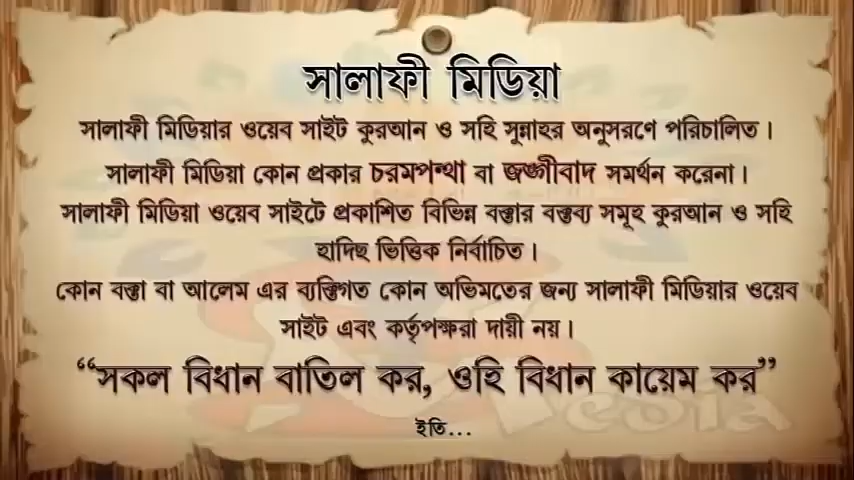 সালাফী মিডিয়া
সালাফী মিডিয়ার ওয়েব সাইট কুরআন ও সহি সুন্নাহর অনুসরণে পরিচালিত।
সালাফী মিডিয়া কোন প্রকার চরমপন্থা বা জঙ্গীবাদ সমর্থন করেনা।
সালাফী মিডিয়া ওয়েব সাইটে প্রকাশিত বিভিন্ন বক্তার বক্তব্য সমূহ কুরআন ও সহি
হাদিছ ভিত্তিক নির্বাচিত।
কোন বক্তা বা আলেম এর ব্যক্তিগত কোন অভিমতের জন্য সালাফী মিডিয়ার ওয়েব
সাইট এবং কর্তৃপক্ষরা দায়ী নয়।
“সকল বিধান বাতিল কর, ওহি বিধান কায়েম কর”
ইতি...